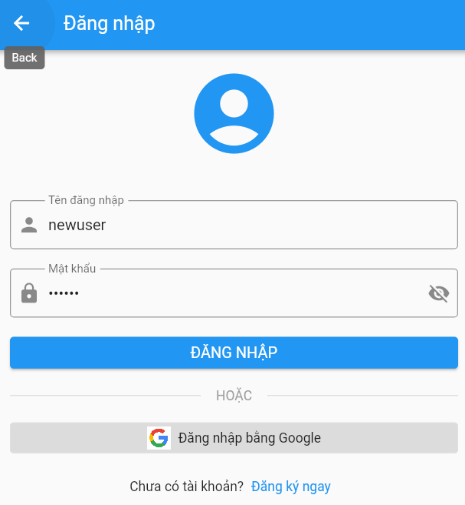 Đăng nhập
Back
Tên đăng nhập
newuser
Mật khẩu
••••••
ĐĂNG NHẬP
HOẶC
Đăng nhập bằng Google
Chưa có tài khoản? Đăng ký ngay